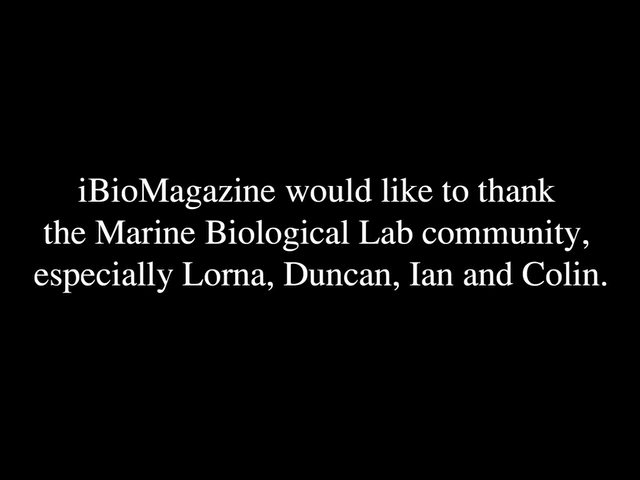 iBioMagazine would like to thank
the Marine Biological Lab community,
especially Lorna, Duncan, Ian and Colin.